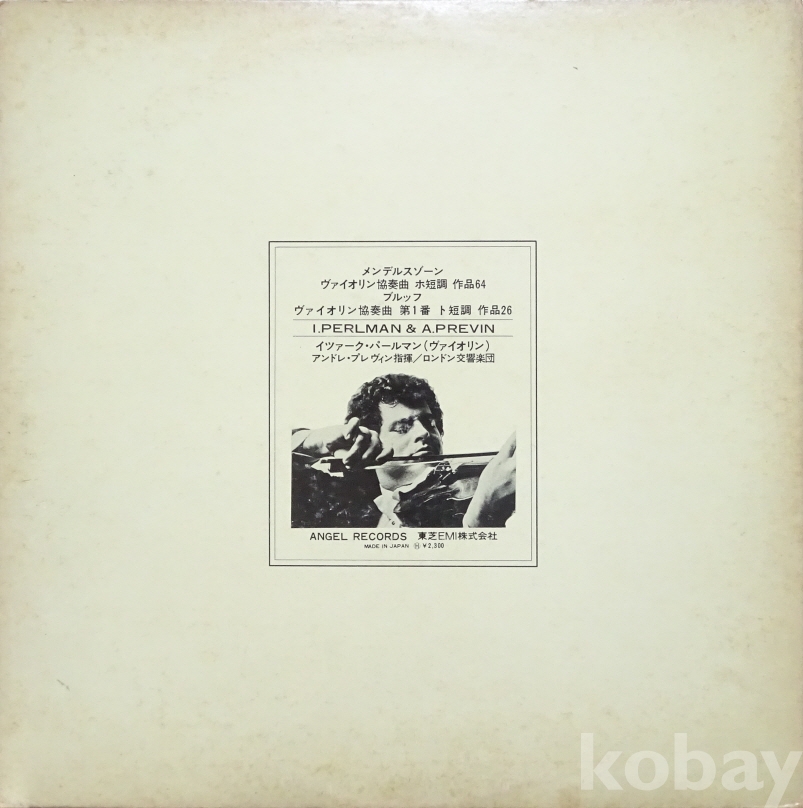 メンデルスゾーン
ヴァイオリン協奏曲 ホ短調 作品64
ブルッフ
ヴァイオリン協奏曲 第1番 ト短調 作品26
I.PERLMAN & A.PREVIN
イツァーク・パールマン(ヴァイオリン)
アンドレ・プレヴィン指揮/ロンドン交響楽団
ANGEL RECORDS 東芝EMI株式会社
MADE IN JAPAN Ⓗ ¥2,300
kobay